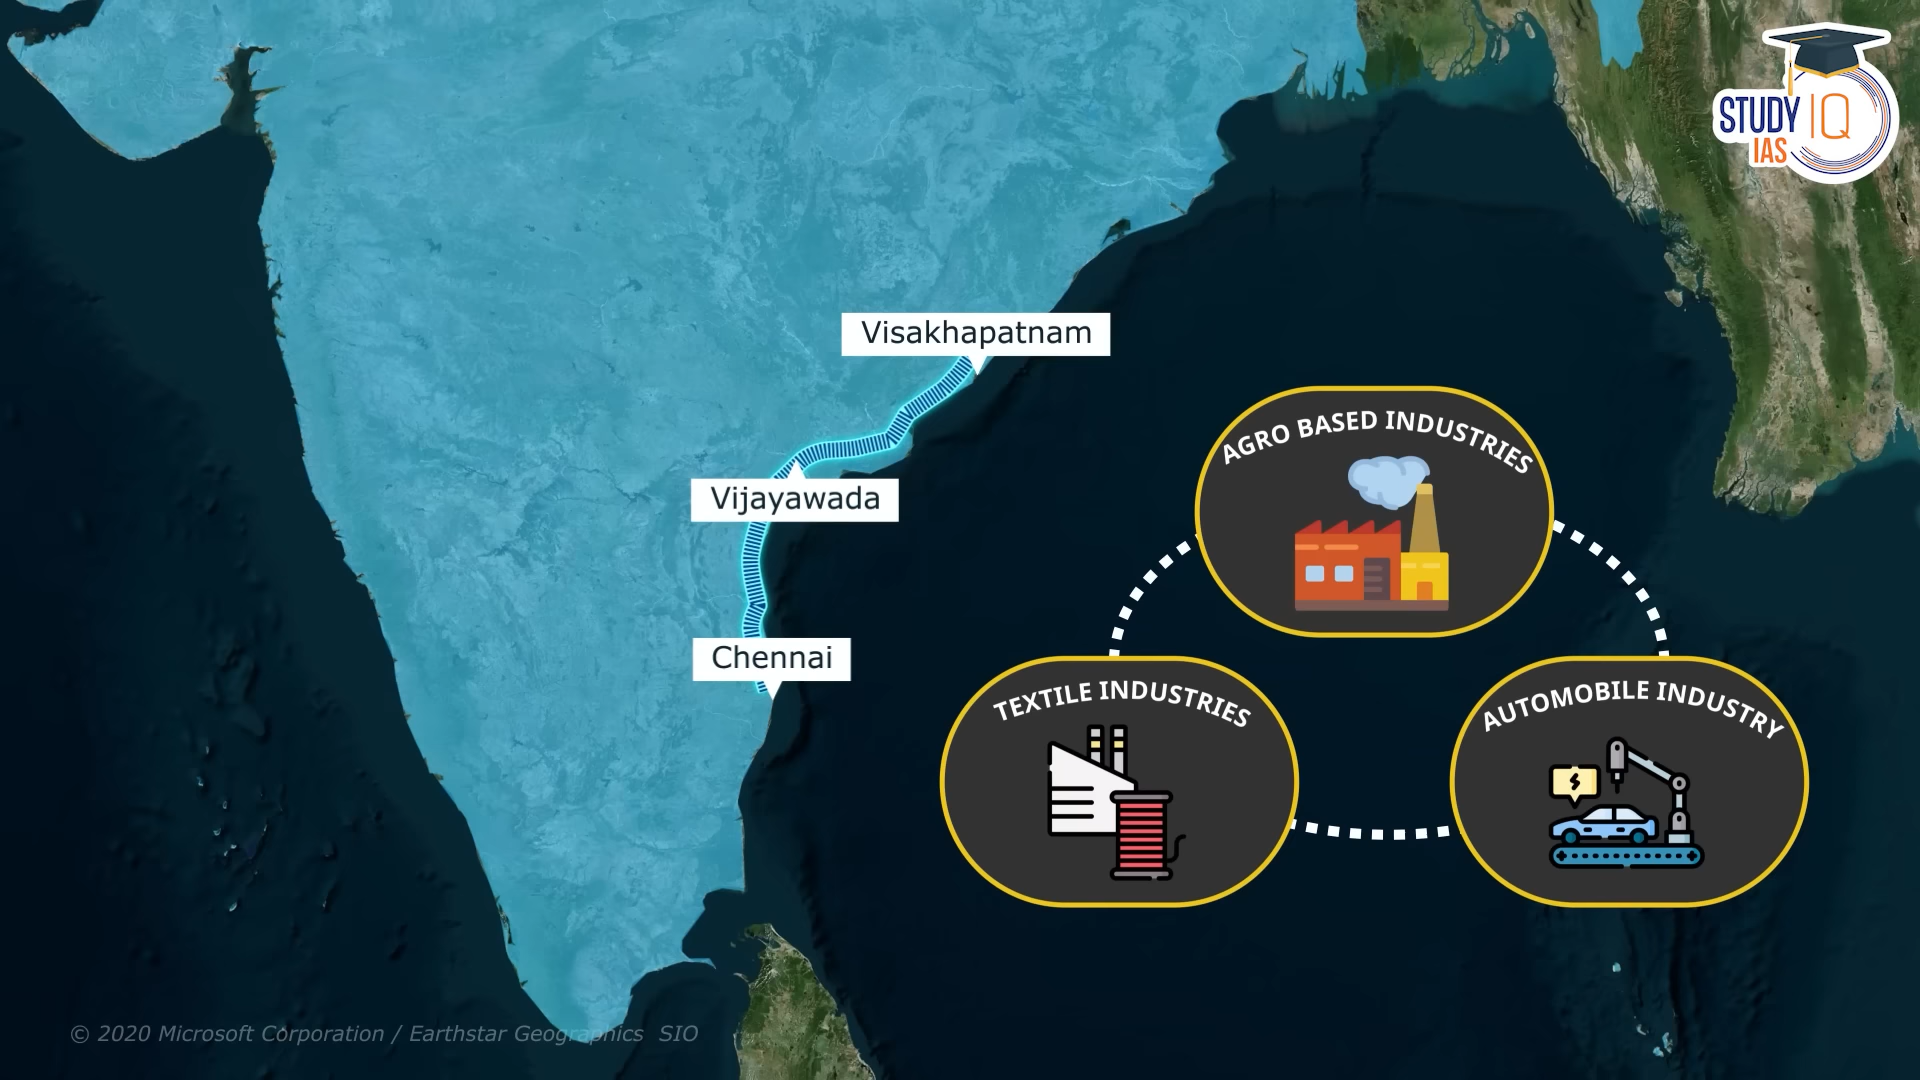 STUDY IQ
IAS
Visakhapatnam
AGRO BASED INDUSTRIES
Vijayawada
Chennai
TEXTILE INDUSTRIES
AUTOMOBILE INDUSTRY
© 2020 Microsoft Corporation / Earthstar Geographics SIO